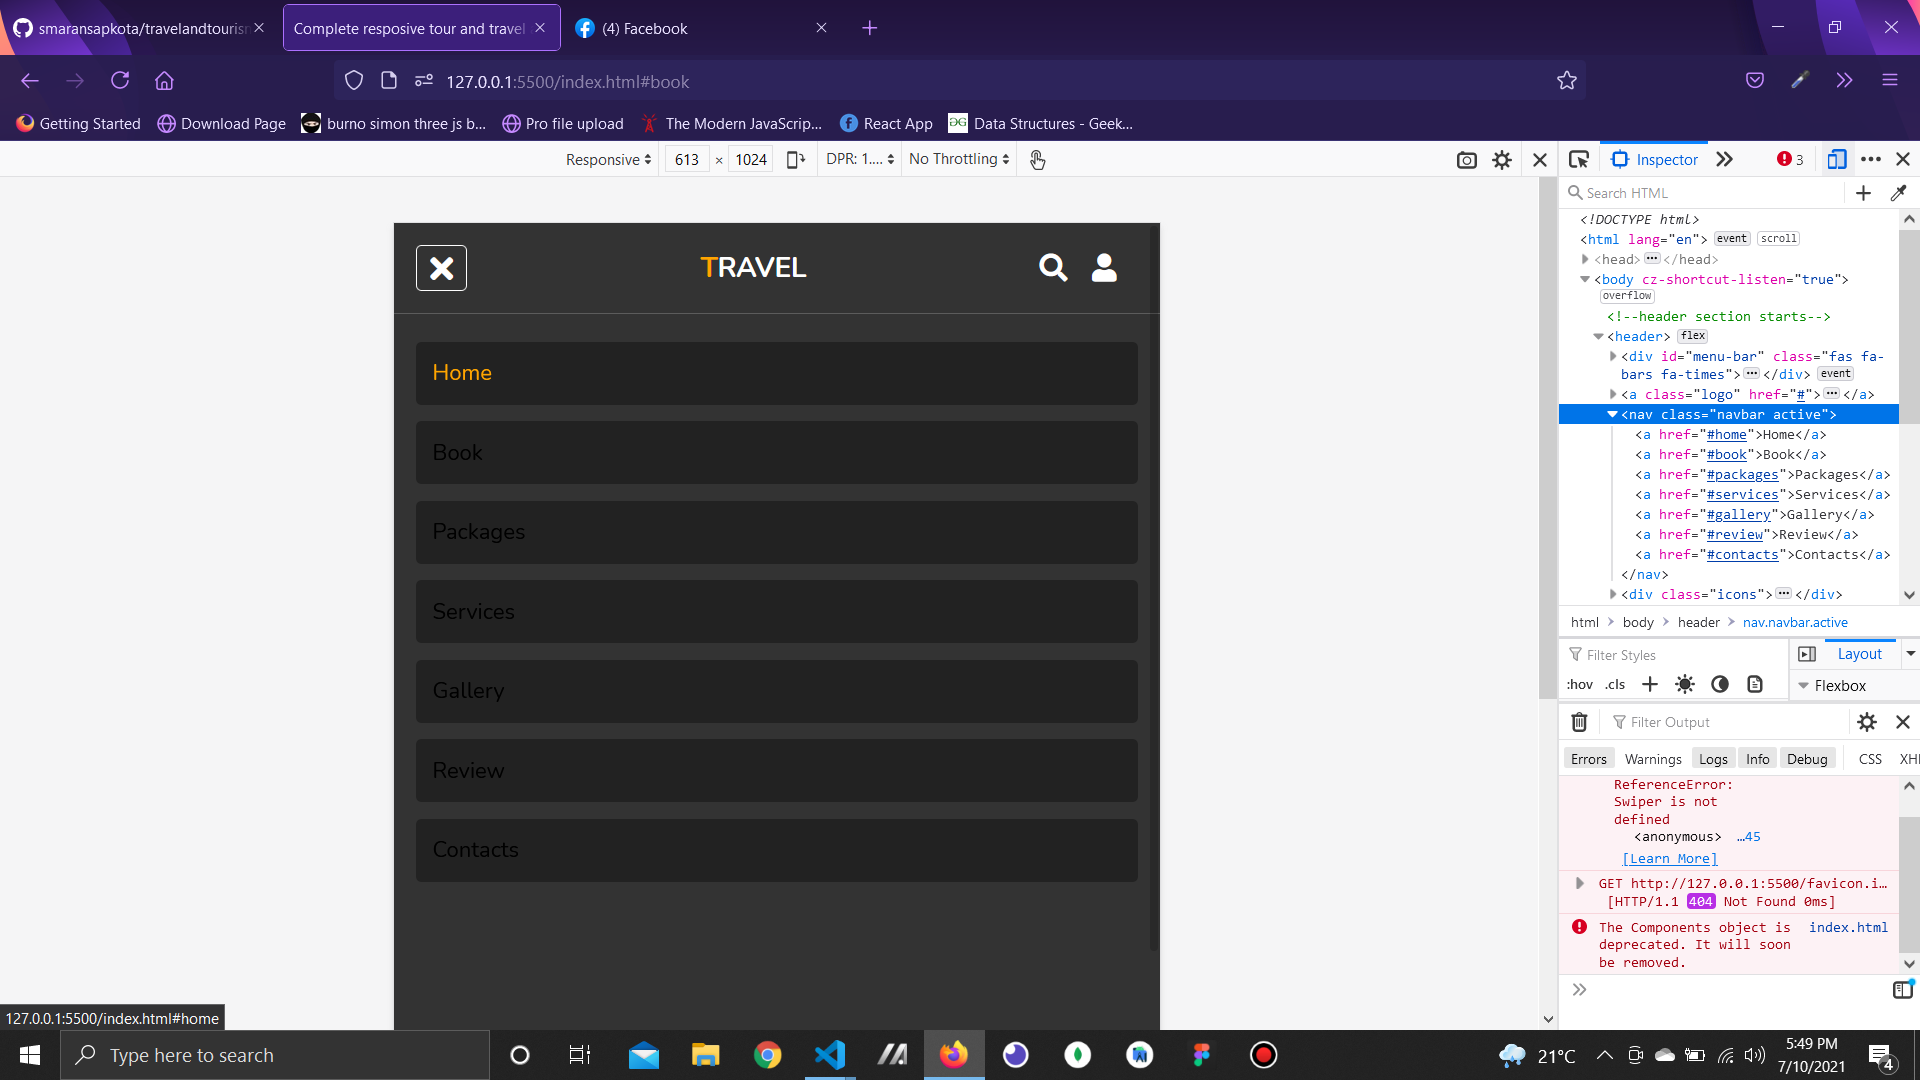 smaransapkota/travelandtourism
Complete resposive tour and travel
(4) Facebook
127.0.0.1:5500/index.html#book
Getting Started
Download Page
burno simon three js b...
Pro file upload
The Modern JavaScrip...
React App
Data Structures - Geek...
Responsive
613 × 1024
DPR: 1....
No Throttling
Inspector
3
Search HTML
TRAVEL
Home
Book
Packages
Services
Gallery
Review
Contacts
<!DOCTYPE html>
<html lang="en"> event scroll
<head> ••• </head>
<body cz-shortcut-listen="true">
overflow
<!--header section starts-->
<header> flex
<div id="menu-bar" class="fas fa-
bars fa-times"> ••• </div> event
<a class="logo" href="#"> ••• </a>
<nav class="navbar active">
<a href="#home">Home</a>
<a href="#book">Book</a>
<a href="#packages">Packages</a>
<a href="#services">Services</a>
<a href="#gallery">Gallery</a>
<a href="#review">Review</a>
<a href="#contacts">Contacts</a>
</nav>
<div class="icons"> ••• </div>
html > body > header > nav.navbar.active
Filter Styles
Layout
:hov .cls
Flexbox
Filter Output
Errors Warnings Logs Info Debug CSS XH
ReferenceError:
Swiper is not
defined
<anonymous> …45
[Learn More]
GET http://127.0.0.1:5500/favicon.i…
[HTTP/1.1 404 Not Found 0ms]
The Components object is index.html
deprecated. It will soon
be removed.
127.0.0.1:5500/index.html#home
Type here to search
21°C
5:49 PM
7/10/2021
4